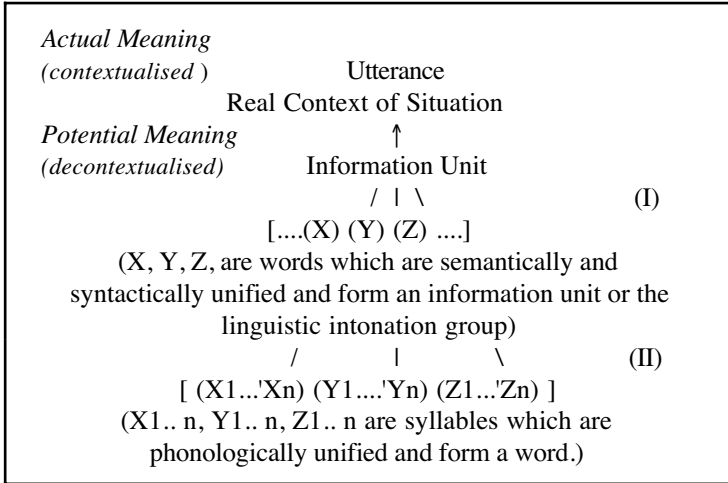 Actual Meaning
(contextualised ) Utterance
Real Context of Situation
Potential Meaning ↑
(decontextualised) Information Unit
/ | \ (I)
[....(X) (Y) (Z) ....]
(X, Y, Z, are words which are semantically and
syntactically unified and form an information unit or the
linguistic intonation group)
/ | \ (II)
[ (X1...'Xn) (Y1....'Yn) (Z1...'Zn) ]
(X1.. n, Y1.. n, Z1.. n are syllables which are
phonologically unified and form a word.)